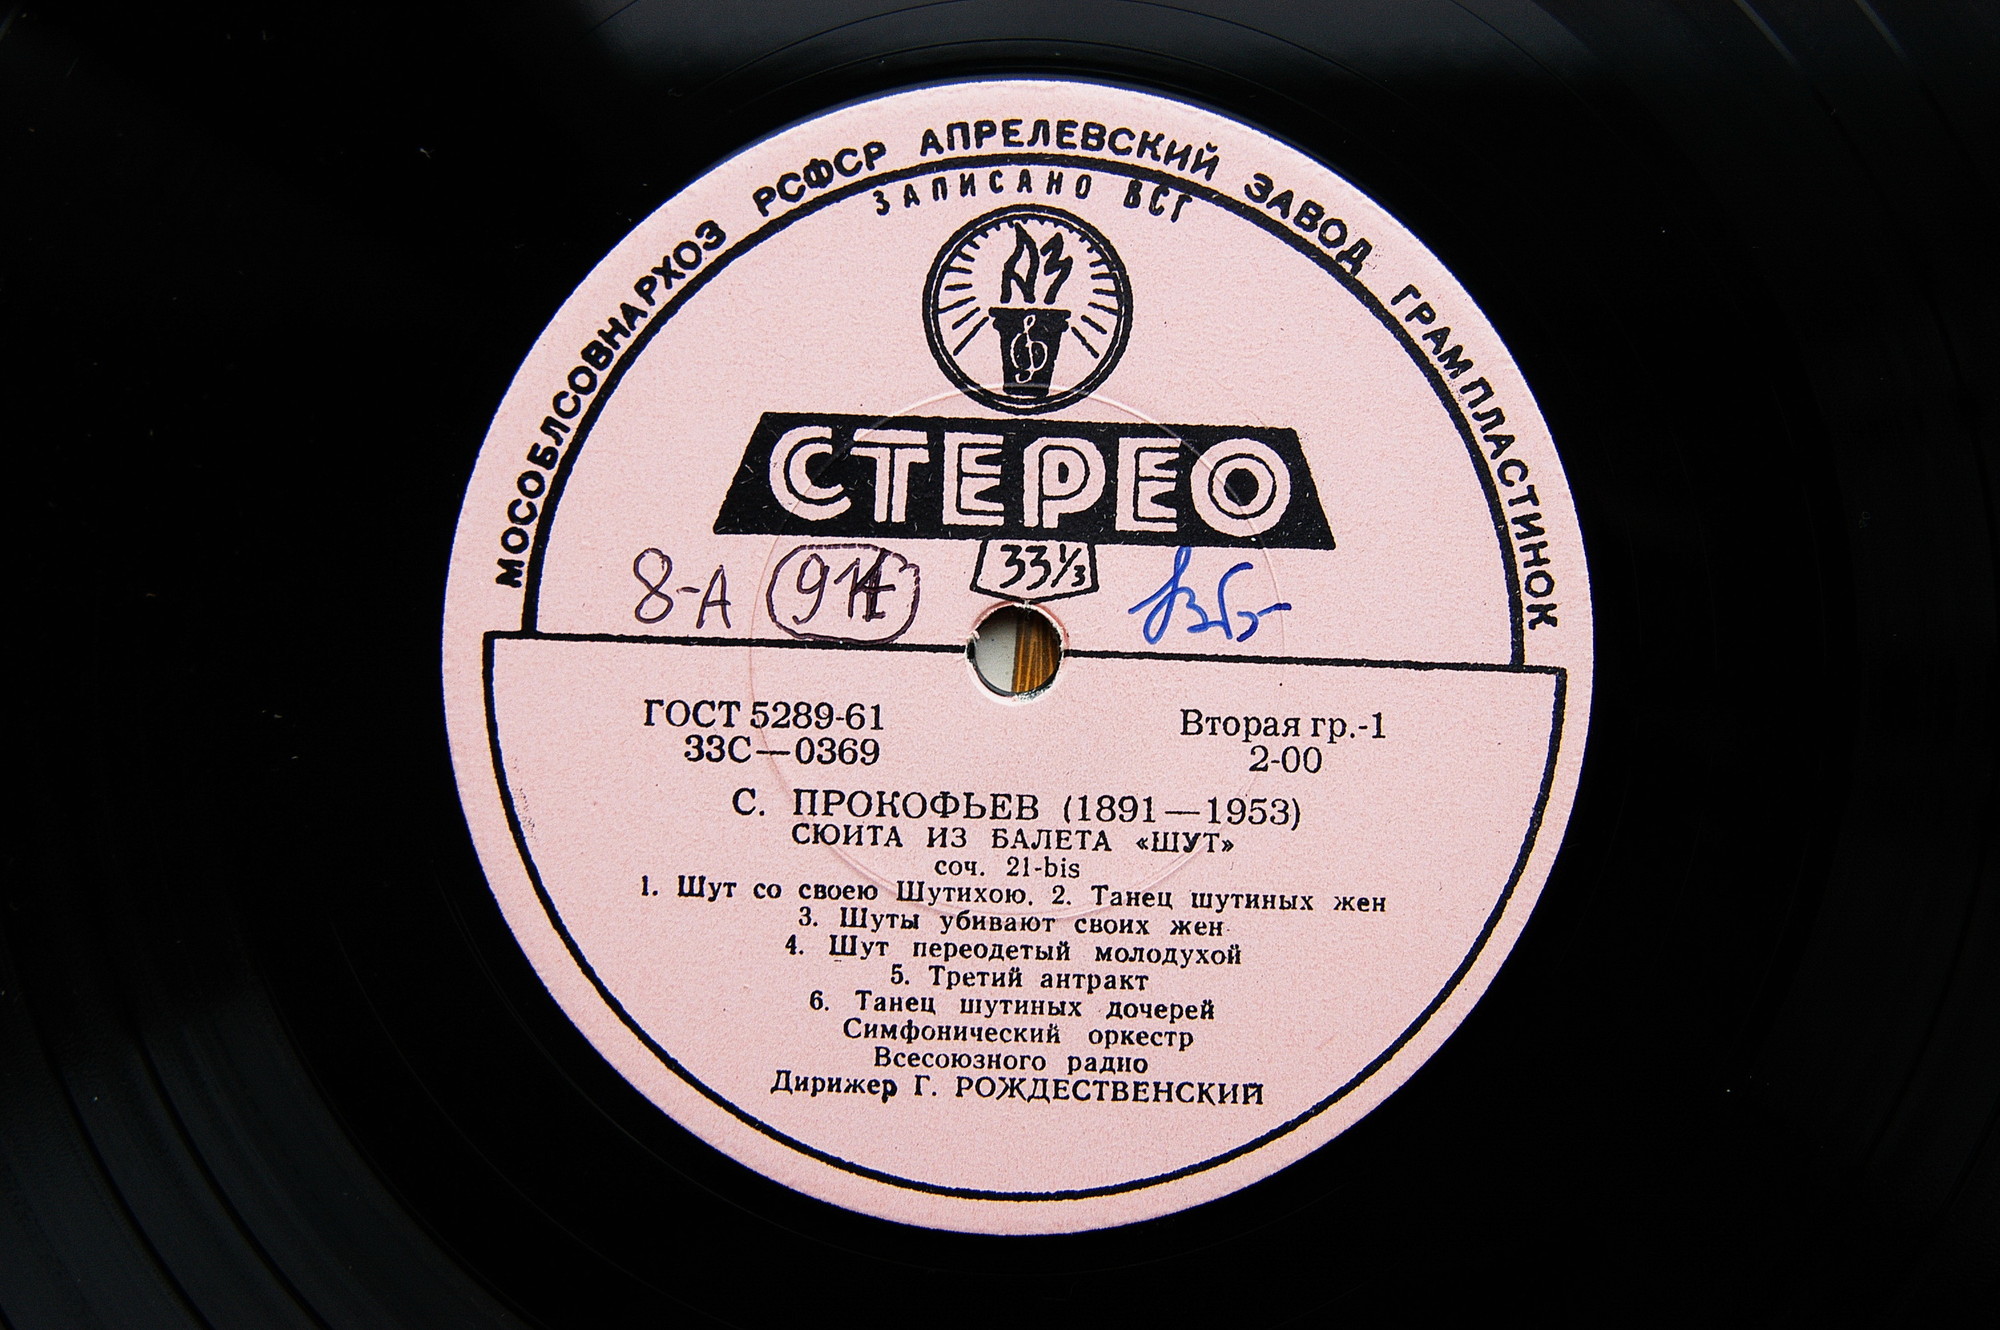 МОСОБЛСОВНАРХОЗ РСФСР АПРЕЛЕВСКИЙ ЗАВОД ГРАМПЛАСТИНОК
ЗАПИСАНО ВСГ
АЗ
СТЕРЕО
33⅓
8-А 914
ГОСТ 5289-61 Вторая гр.-1
33С—0369 2-00
С. ПРОКОФЬЕВ (1891—1953)
СЮИТА ИЗ БАЛЕТА «ШУТ»
соч. 21-bis
1. Шут со своею Шутихою. 2. Танец шутиных жен
3. Шуты убивают своих жен
4. Шут переодетый молодухой
5. Третий антракт
6. Танец шутиных дочерей
Симфонический оркестр
Всесоюзного радио
Дирижер Г. РОЖДЕСТВЕНСКИЙ